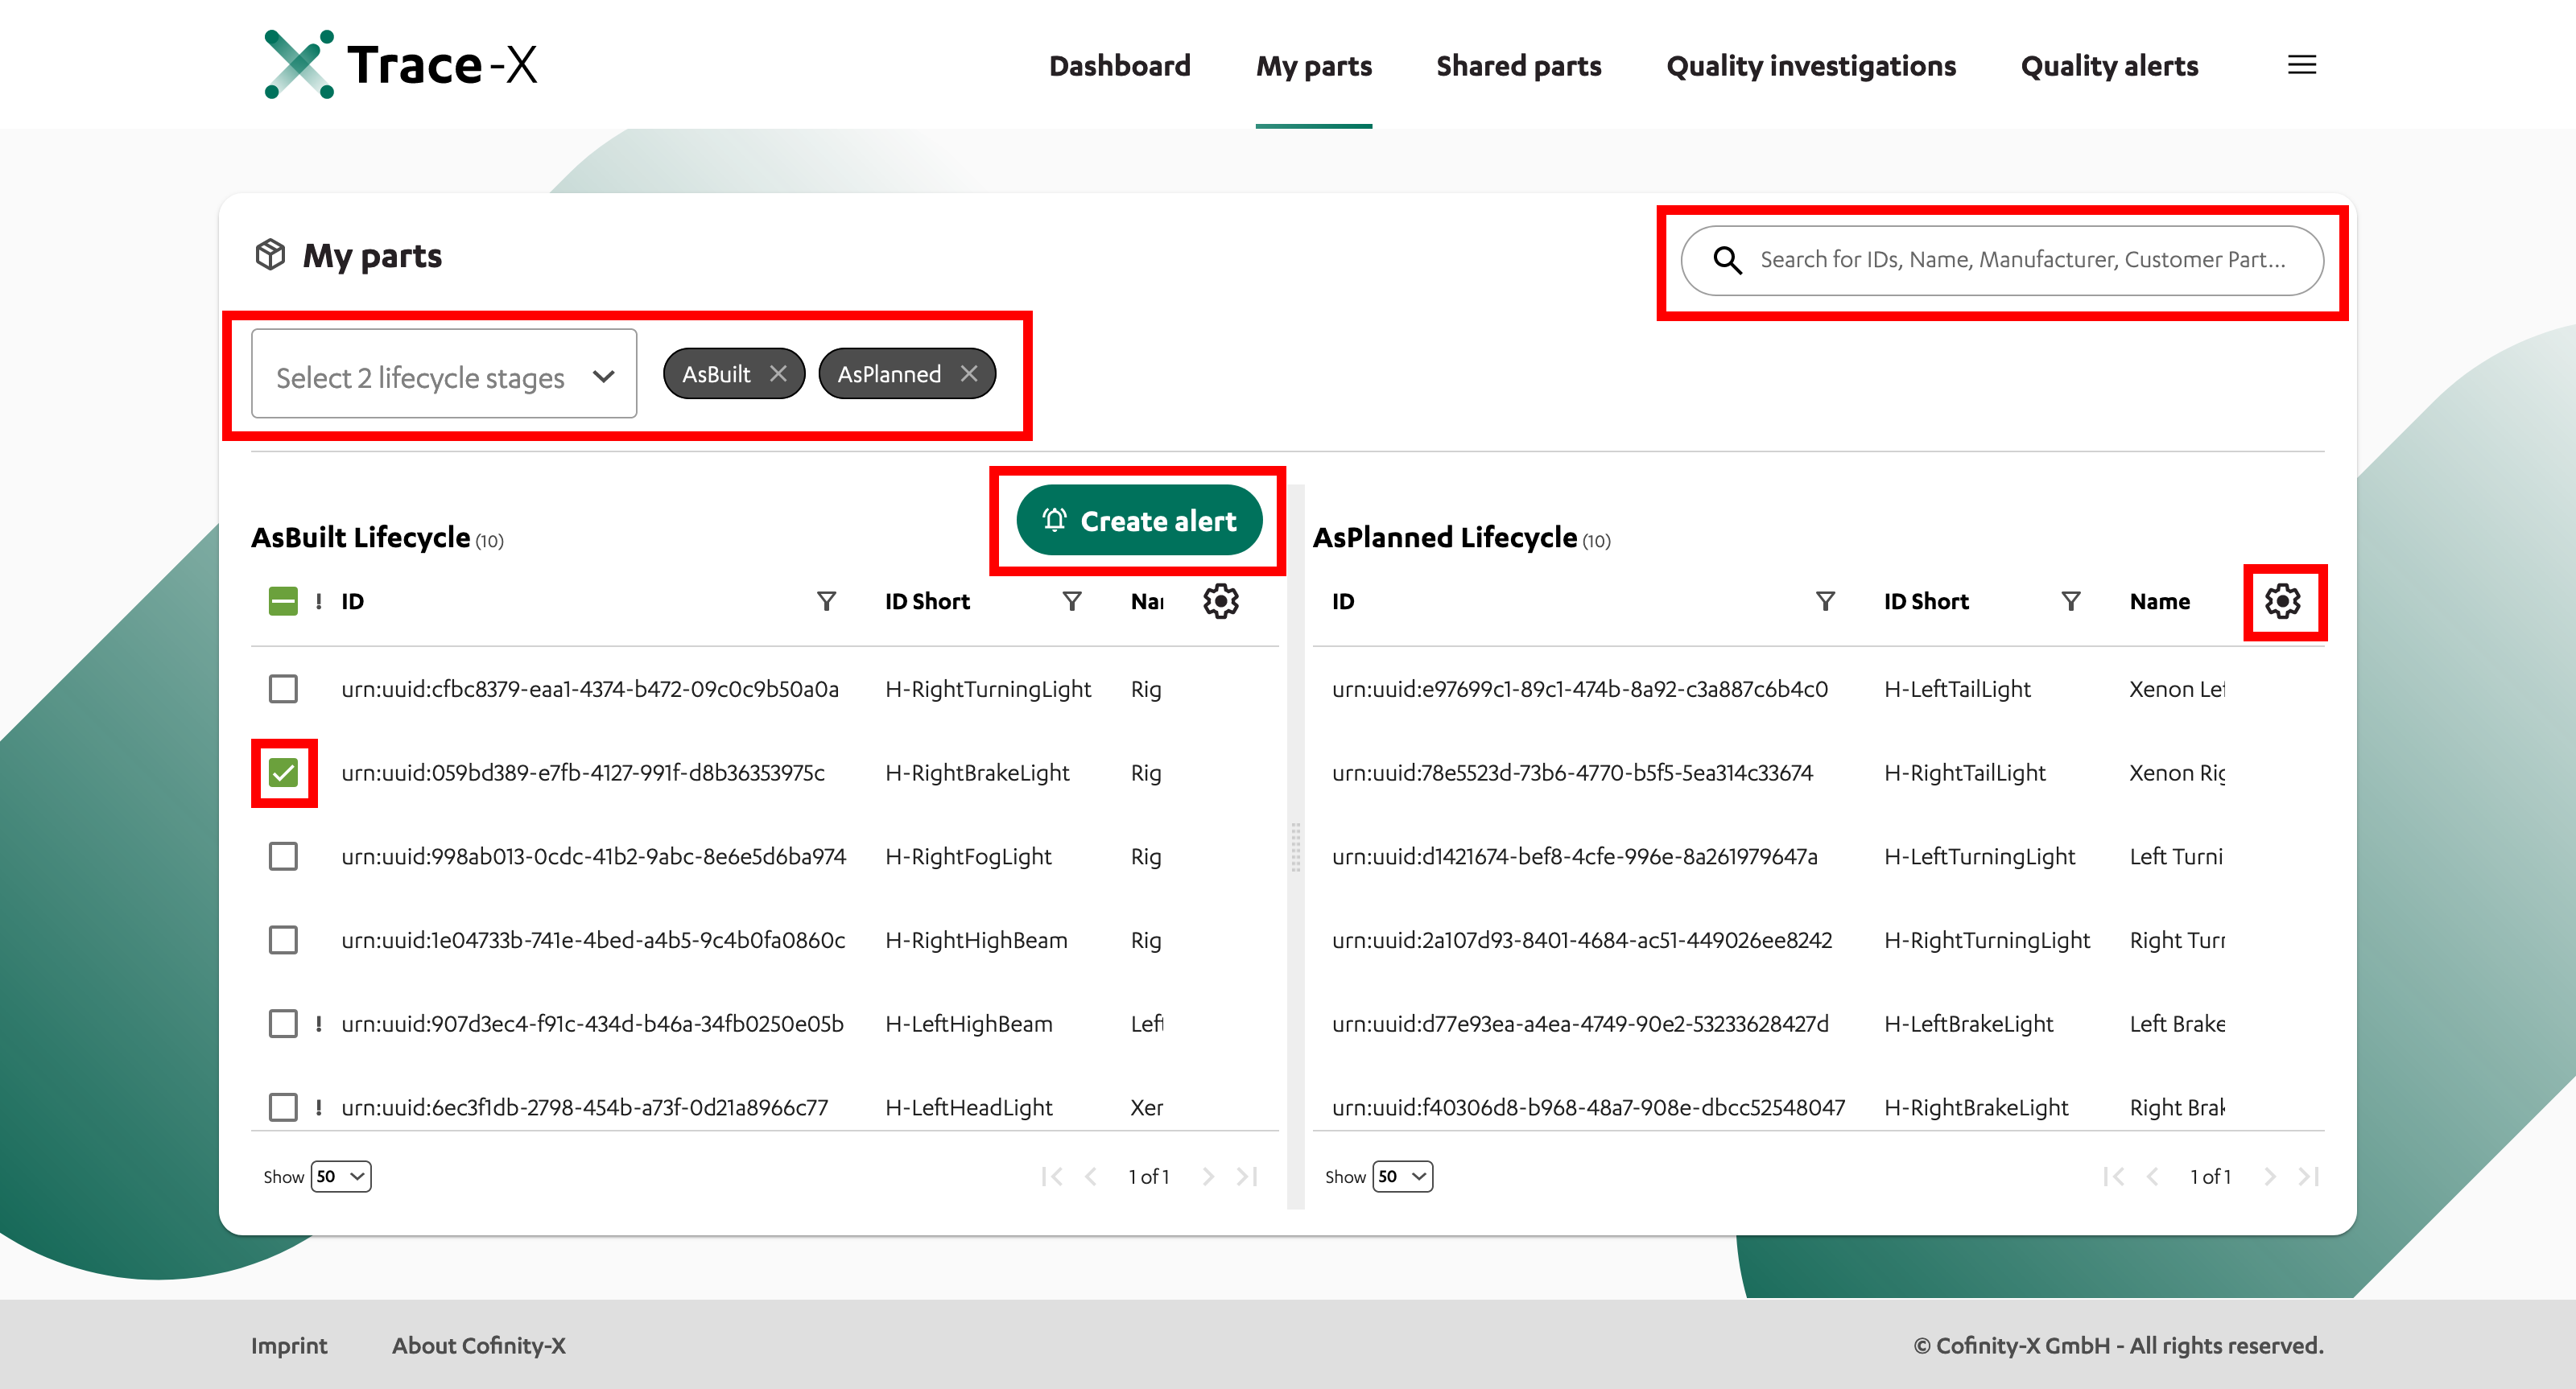 Trace-X
Dashboard My parts Shared parts Quality investigations Quality alerts
My parts
Search for IDs, Name, Manufacturer, Customer Part...
Select 2 lifecycle stages AsBuilt AsPlanned
Create alert
AsBuilt Lifecycle (10)
! ID ID Short Nar
urn:uuid:cfbc8379-eaa1-4374-b472-09c0c9b50a0a H-RightTurningLight Rig
urn:uuid:059bd389-e7fb-4127-991f-d8b36353975c H-RightBrakeLight Rig
urn:uuid:998ab013-0cdc-41b2-9abc-8e6e5d6ba974 H-RightFogLight Rig
urn:uuid:1e04733b-741e-4bed-a4b5-9c4b0fa0860c H-RightHighBeam Rig
! urn:uuid:907d3ec4-f91c-434d-b46a-34fb0250e05b H-LeftHighBeam Left
! urn:uuid:6ec3f1db-2798-454b-a73f-0d21a8966c77 H-LeftHeadLight Xer
Show 50 1 of 1
AsPlanned Lifecycle (10)
ID ID Short Name
urn:uuid:e97699c1-89c1-474b-8a92-c3a887c6b4c0 H-LeftTailLight Xenon Lef
urn:uuid:78e5523d-73b6-4770-b5f5-5ea314c33674 H-RightTailLight Xenon Rig
urn:uuid:d1421674-bef8-4cfe-996e-8a261979647a H-LeftTurningLight Left Turni
urn:uuid:2a107d93-8401-4684-ac51-449026ee8242 H-RightTurningLight Right Turr
urn:uuid:d77e93ea-a4ea-4749-90e2-53233628427d H-LeftBrakeLight Left Brake
urn:uuid:f40306d8-b968-48a7-908e-dbcc52548047 H-RightBrakeLight Right Brak
Show 50 1 of 1
Imprint About Cofinity-X © Cofinity-X GmbH - All rights reserved.